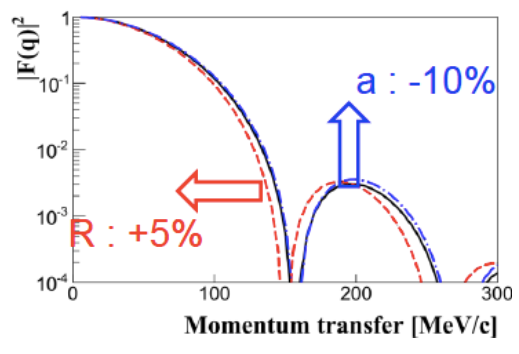 |F(q)|²
1
10⁻¹
10⁻²
10⁻³
10⁻⁴
a : -10%
R : +5%
0 100 200 300
Momentum transfer [MeV/c]